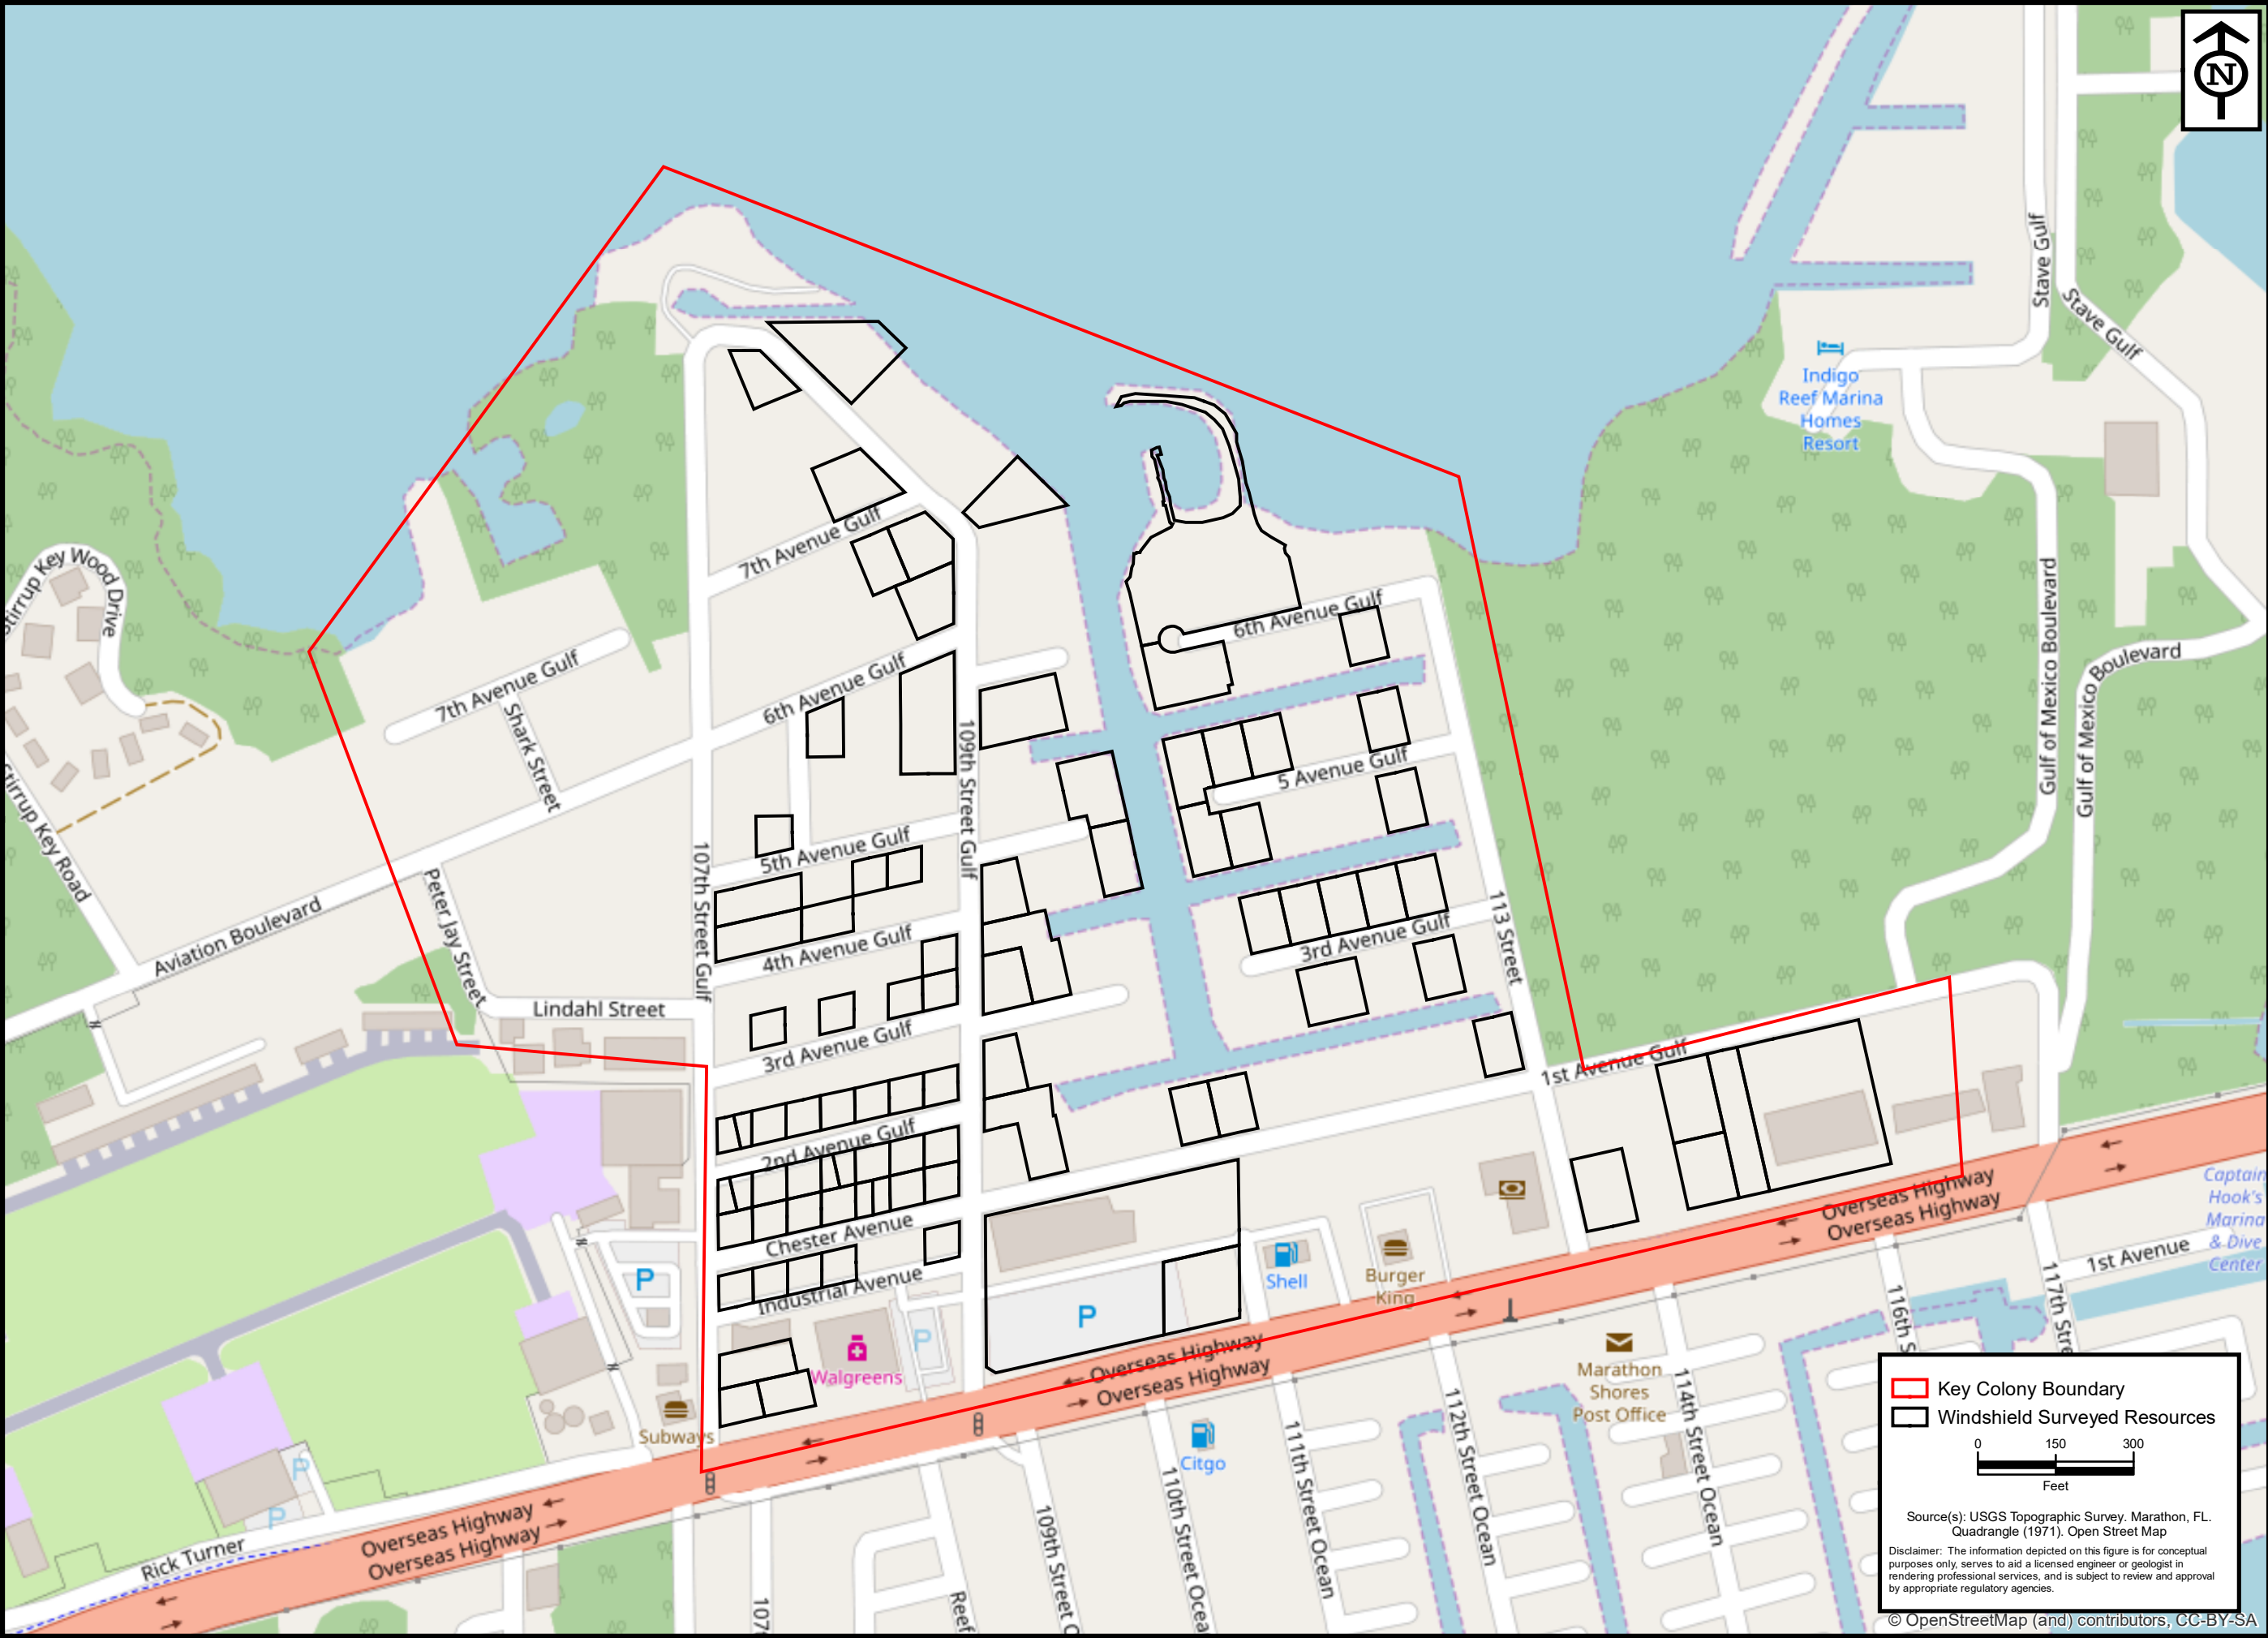 N
Stave Gulf
Stave Gulf
Indigo
Reef Marina
Homes
Resort
Gulf of Mexico Boulevard
Gulf of Mexico Boulevard
Stirrup Key Wood Drive
Stirrup Key Road
7th Avenue Gulf
7th Avenue Gulf
Shark Street
6th Avenue Gulf
6th Avenue Gulf
109th Street Gulf
107th Street Gulf
5 Avenue Gulf
5th Avenue Gulf
Aviation Boulevard
Peter Jay Street
4th Avenue Gulf
3rd Avenue Gulf
113 Street
Lindahl Street
3rd Avenue Gulf
1st Avenue Gulf
2nd Avenue Gulf
Chester Avenue
Industrial Avenue
P
P
P
Walgreens
Shell
Burger
King
Subways
Overseas Highway
Overseas Highway
Overseas Highway
Overseas Highway
Captain
Hook's
Marina
& Dive
Center
1st Avenue
116th S
117th Stre
Marathon
Shores
Post Office
Citgo
P
P
Overseas Highway
Overseas Highway
Rick Turner
107t
Reef
109th Street O
110th Street Ocea
111th Street Ocean
112th Street Ocean
114th Street Ocean
Key Colony Boundary
Windshield Surveyed Resources
0 150 300
Feet
Source(s): USGS Topographic Survey. Marathon, FL.
Quadrangle (1971). Open Street Map
Disclaimer: The information depicted on this figure is for conceptual
purposes only, serves to aid a licensed engineer or geologist in
rendering professional services, and is subject to review and approval
by appropriate regulatory agencies.
© OpenStreetMap (and) contributors, CC-BY-SA